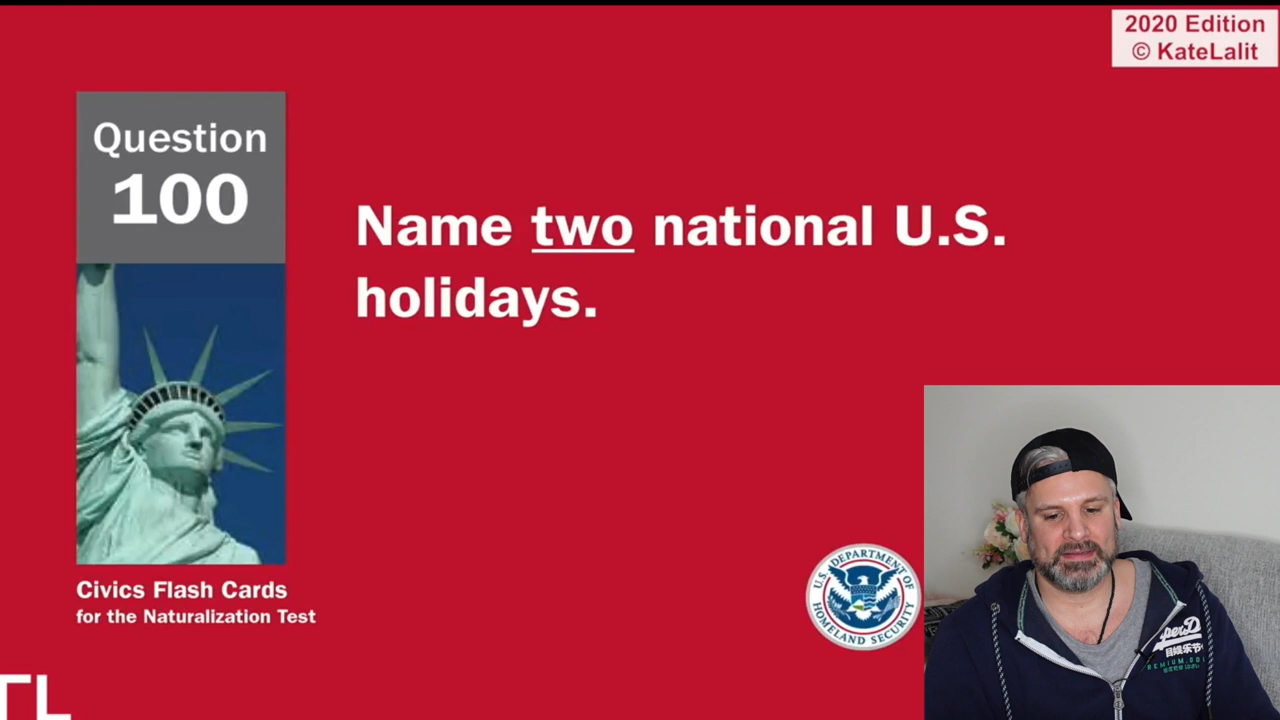 2020 Edition
© KateLalit
Question
100
Name two national U.S.
holidays.
Civics Flash Cards
for the Naturalization Test
U.S. DEPARTMENT OF
HOMELAND SECURITY